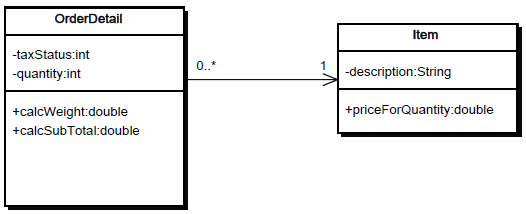 OrderDetail
-taxStatus:int
-quantity:int
+calcWeight:double
+calcSubTotal:double
0..*
1
Item
-description:String
+priceForQuantity:double